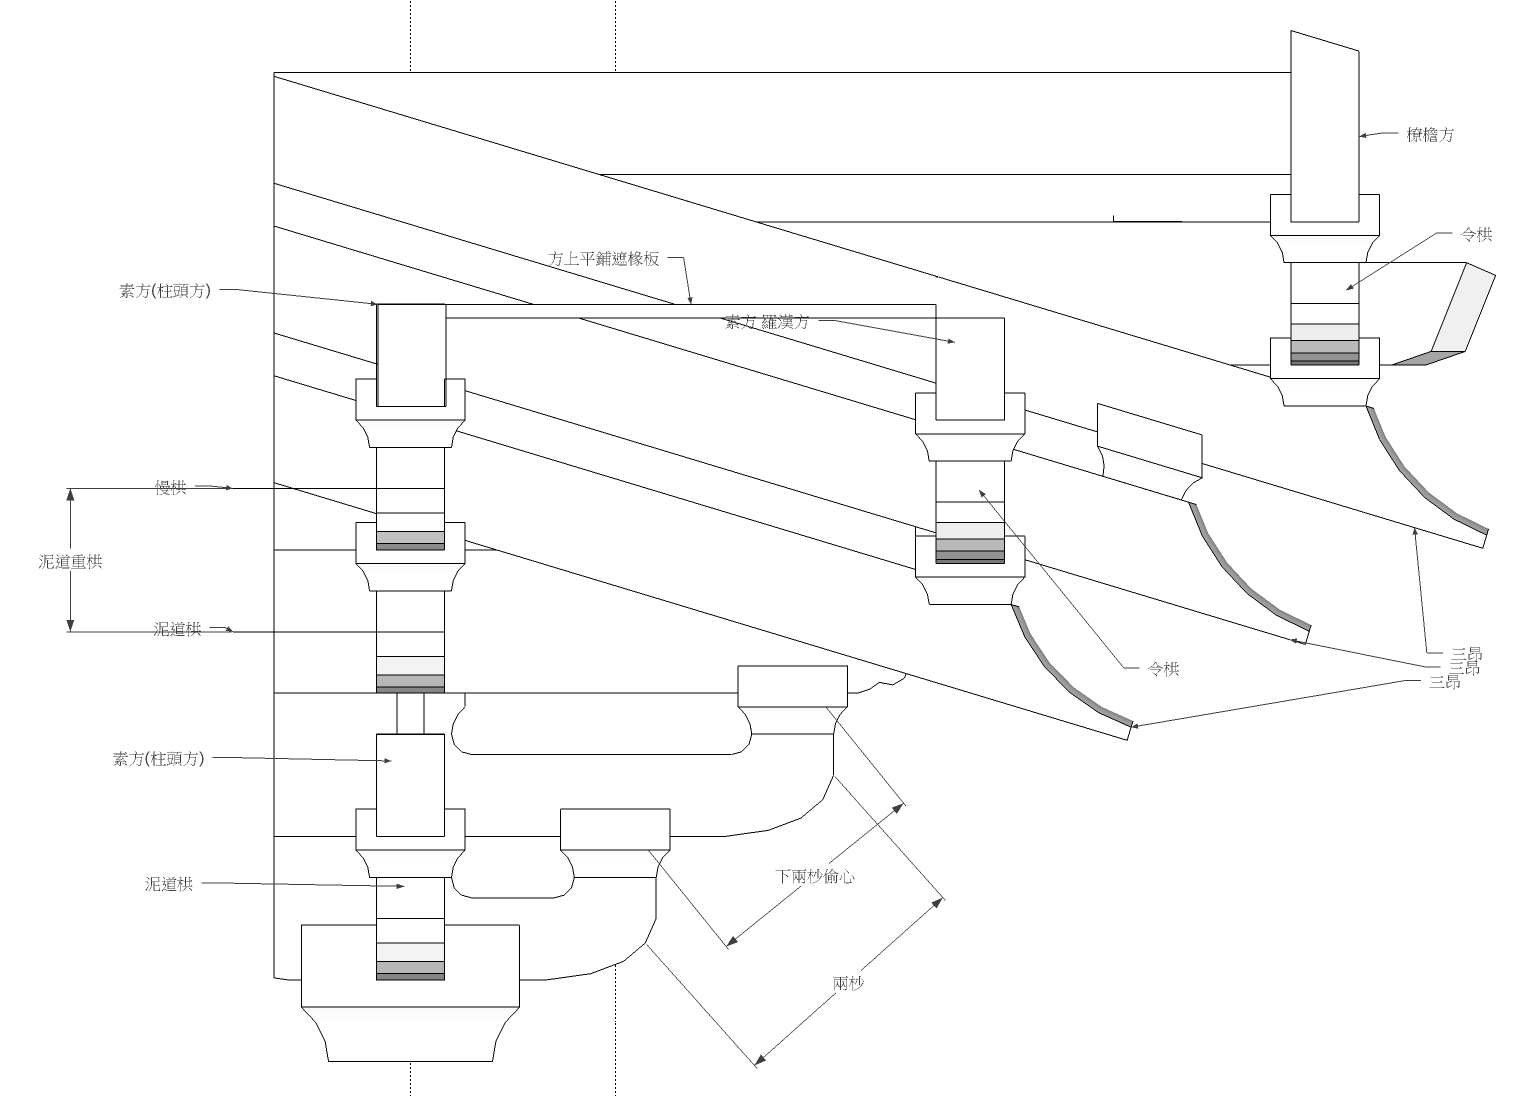 橑檐方
令栱
方上平鋪遮椽板
素方(柱頭方)
素方 羅漢方
慢栱
泥道重栱
泥道栱
三昂
三昂
三昂
令栱
素方(柱頭方)
下兩杪偷心
泥道栱
兩杪